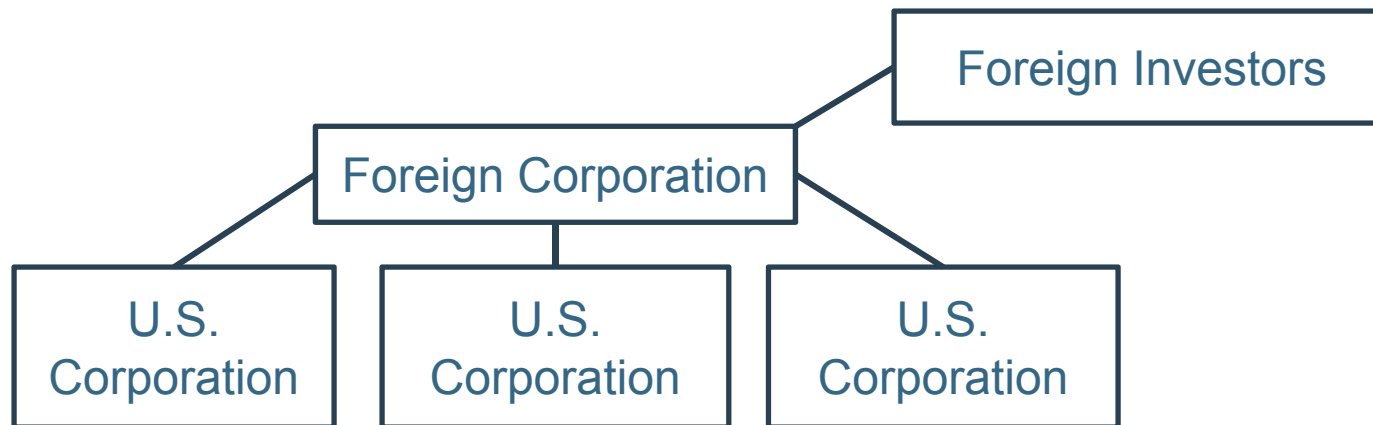 Foreign Investors
Foreign Corporation
U.S.
Corporation
U.S.
Corporation
U.S.
Corporation